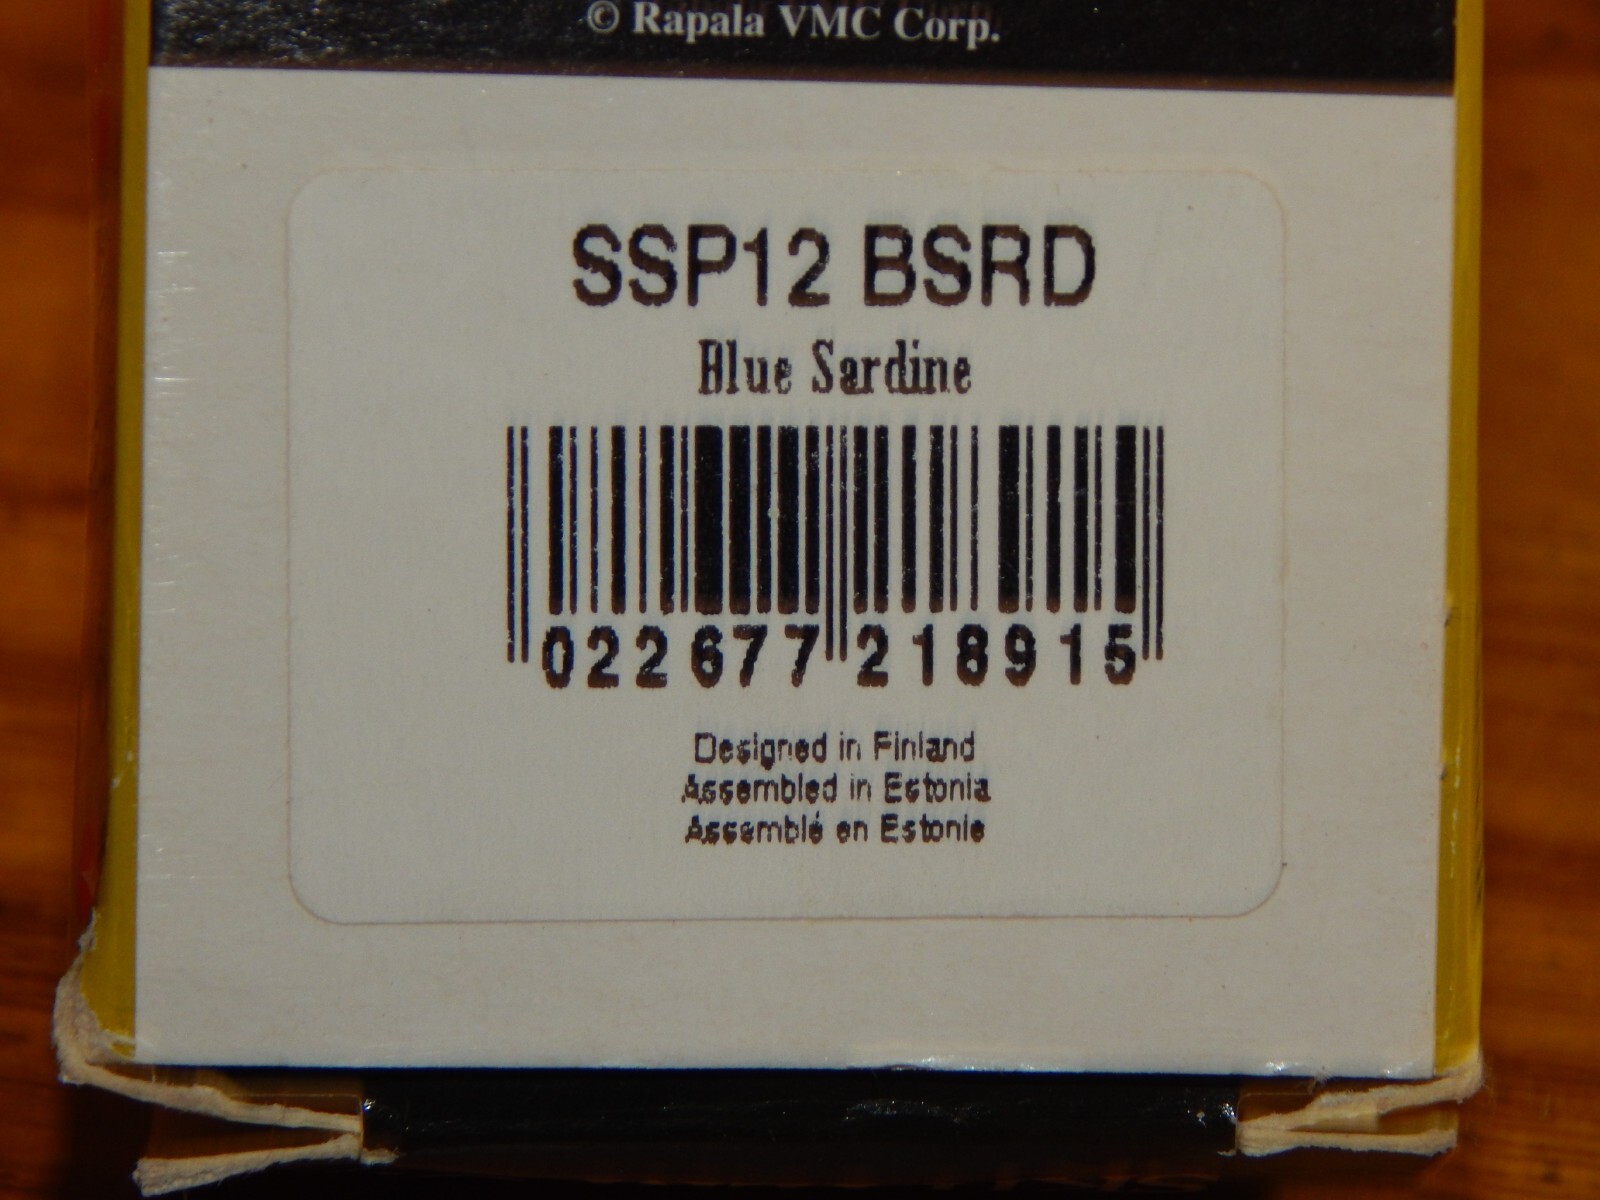 © Rapala VMC Corp.
SSP12 BSRD
Blue Sardine
022677 218915
Designed in Finland
Assembled in Estonia
Assemblé en Estonie